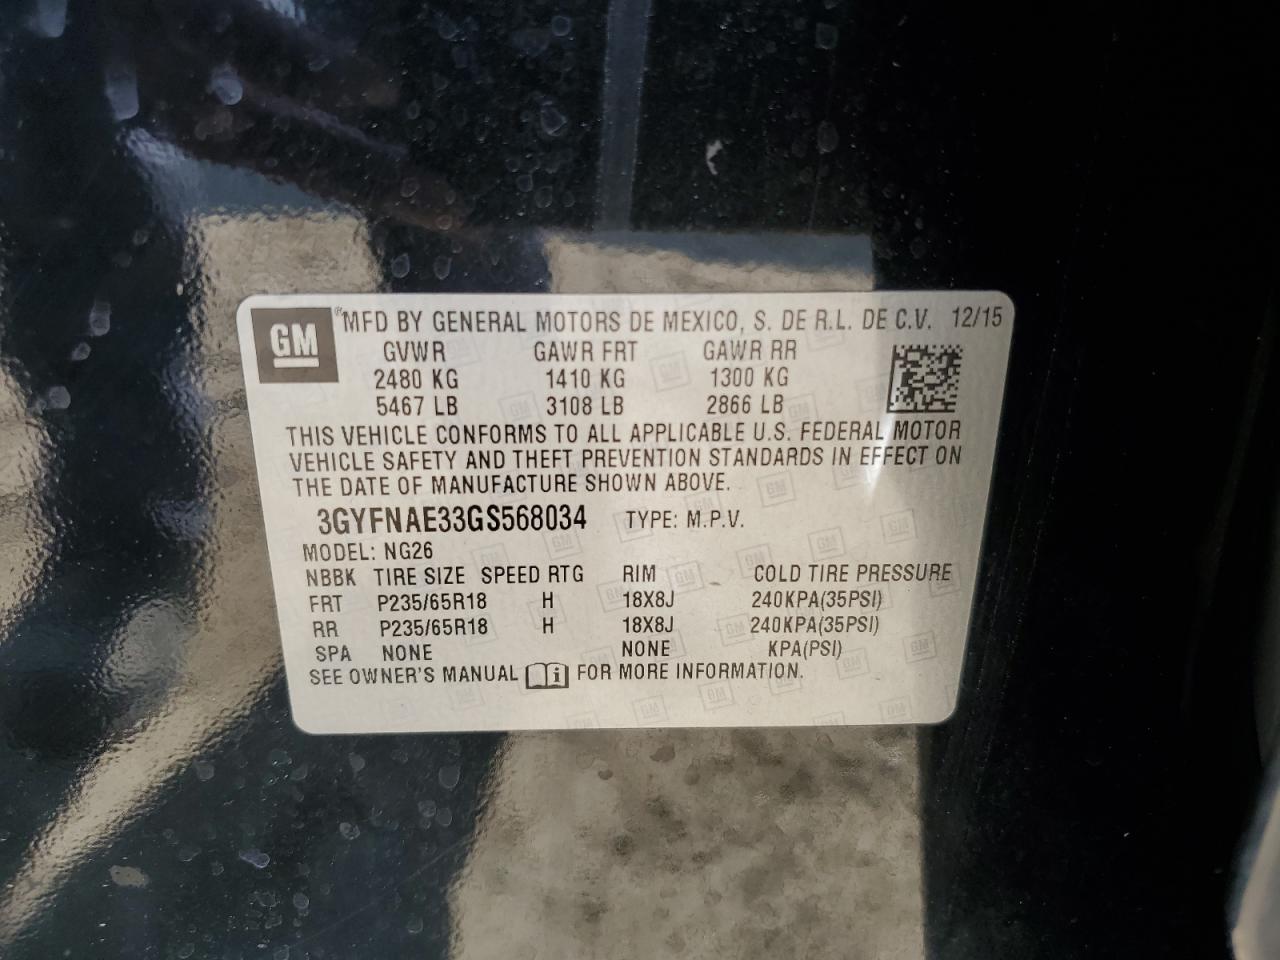 GM ® MFD BY GENERAL MOTORS DE MEXICO, S. DE R.L. DE C.V. 12/15
GVWR GAWR FRT GAWR RR
2480 KG 1410 KG 1300 KG
5467 LB 3108 LB 2866 LB
THIS VEHICLE CONFORMS TO ALL APPLICABLE U.S. FEDERAL MOTOR
VEHICLE SAFETY AND THEFT PREVENTION STANDARDS IN EFFECT ON
THE DATE OF MANUFACTURE SHOWN ABOVE.
3GYFNAE33GS568034 TYPE: M.P.V.
MODEL: NG26
NBBK TIRE SIZE SPEED RTG RIM COLD TIRE PRESSURE
FRT P235/65R18 H 18X8J 240KPA(35PSI)
RR P235/65R18 H 18X8J 240KPA(35PSI)
SPA NONE NONE KPA(PSI)
SEE OWNER'S MANUAL i FOR MORE INFORMATION.